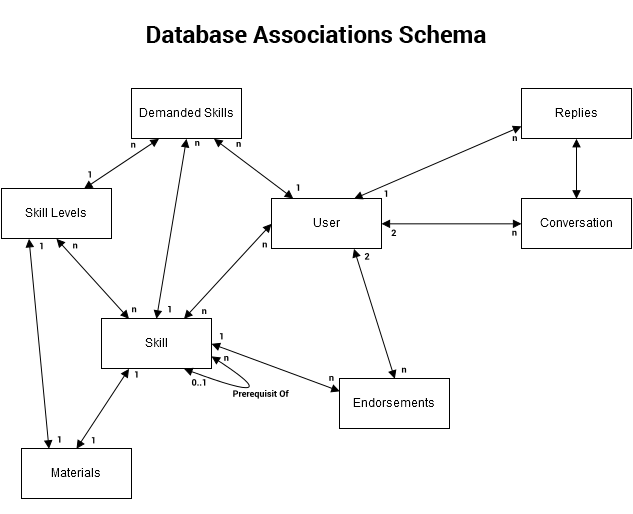 Database Associations Schema
Demanded Skills
Replies
n
n
n
n
1
1
1
Skill Levels
User
Conversation
1
n
n
2
n
2
n
1
n
Skill
1
n
n
n
1
0..1
Prerequisit Of
Endorsements
1
1
Materials